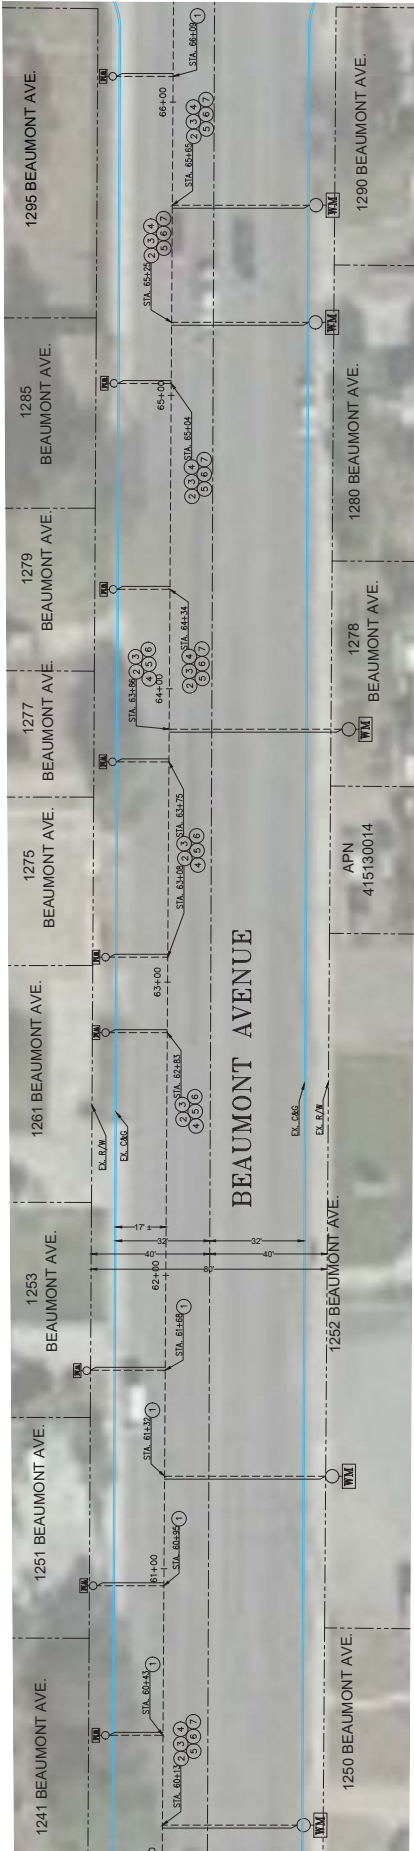 1295 BEAUMONT AVE.
STA. 66+09 1
66+00
STA. 65+65 2 3 4 5 6 7
WM
1290 BEAUMONT AVE.
STA. 65+25 2 3 4 5 6 7
WM
1285
BEAUMONT AVE.
65+00
STA. 65+04
2 3 4 5 6 7
1280 BEAUMONT AVE.
1279
BEAUMONT AVE.
STA. 64+34
2 3 4 5 6 7
64+00
STA. 63+86 2 3 4 5 6
WM
1278
BEAUMONT AVE.
1277
BEAUMONT AVE.
STA. 63+75
2 3 4 5 6
STA. 63+08
1275
BEAUMONT AVE.
APN
415130014
63+00
1261 BEAUMONT AVE.
STA. 62+83
2 3 4 5 6
BEAUMONT AVENUE
EX. R/W
EX. C&G
EX. C&G
EX. R/W
17' ±
32'
32'
40'
40'
80'
62+00
1253
BEAUMONT AVE.
1252 BEAUMONT AVE.
STA. 61+68 1
STA. 61+32 1
WM
1251 BEAUMONT AVE.
61+00
STA. 60+95 1
STA. 60+43 1
1241 BEAUMONT AVE.
STA. 60+13 2 3 4 5 6 7
WM
1250 BEAUMONT AVE.